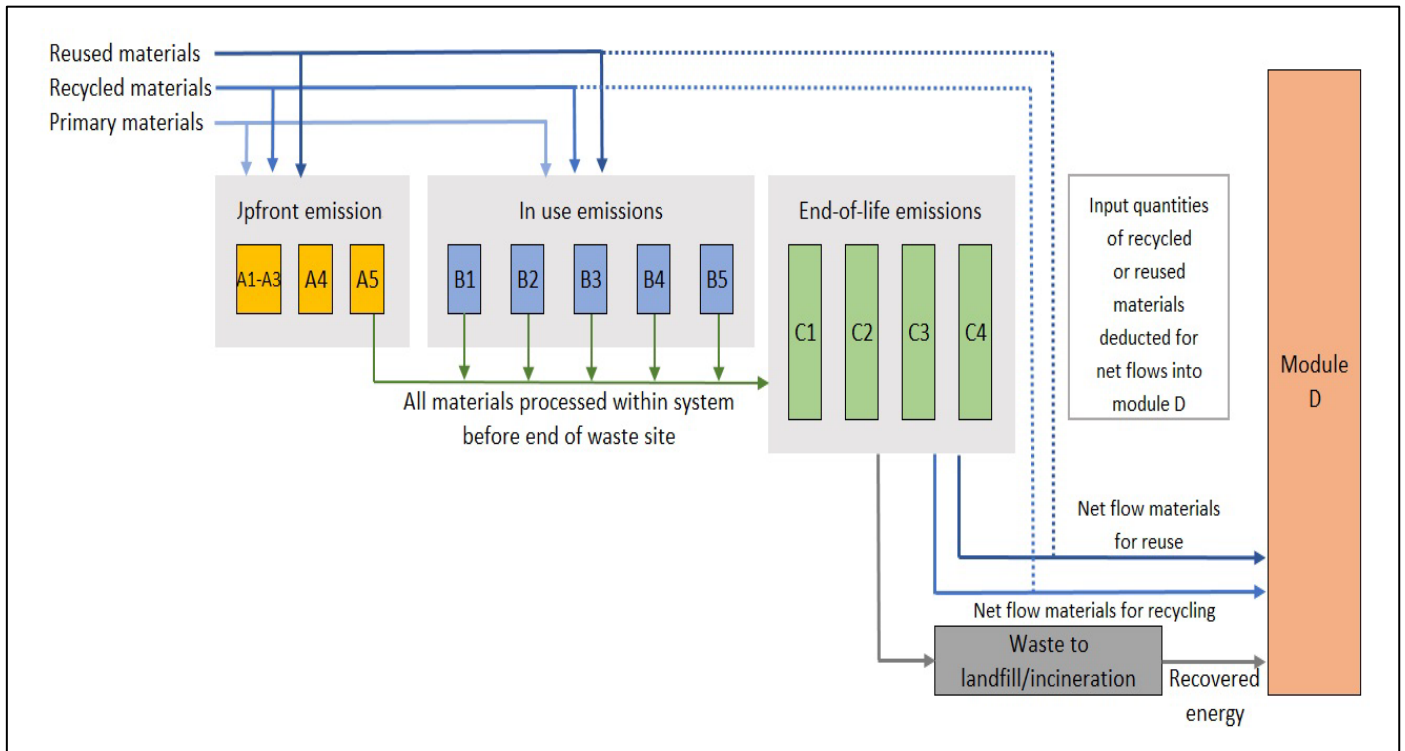 Reused materials
Recycled materials
Primary materials
Jpfront emission
In use emissions
End-of-life emissions
A1-A3
A4
A5
B1
B2
B3
B4
B5
C1
C2
C3
C4
Input quantities
of recycled
or reused
materials
deducted for
net flows into
module D
Module
D
All materials processed within system
before end of waste site
Net flow materials
for reuse
Net flow materials for recycling
Waste to
landfill/incineration
Recovered
energy